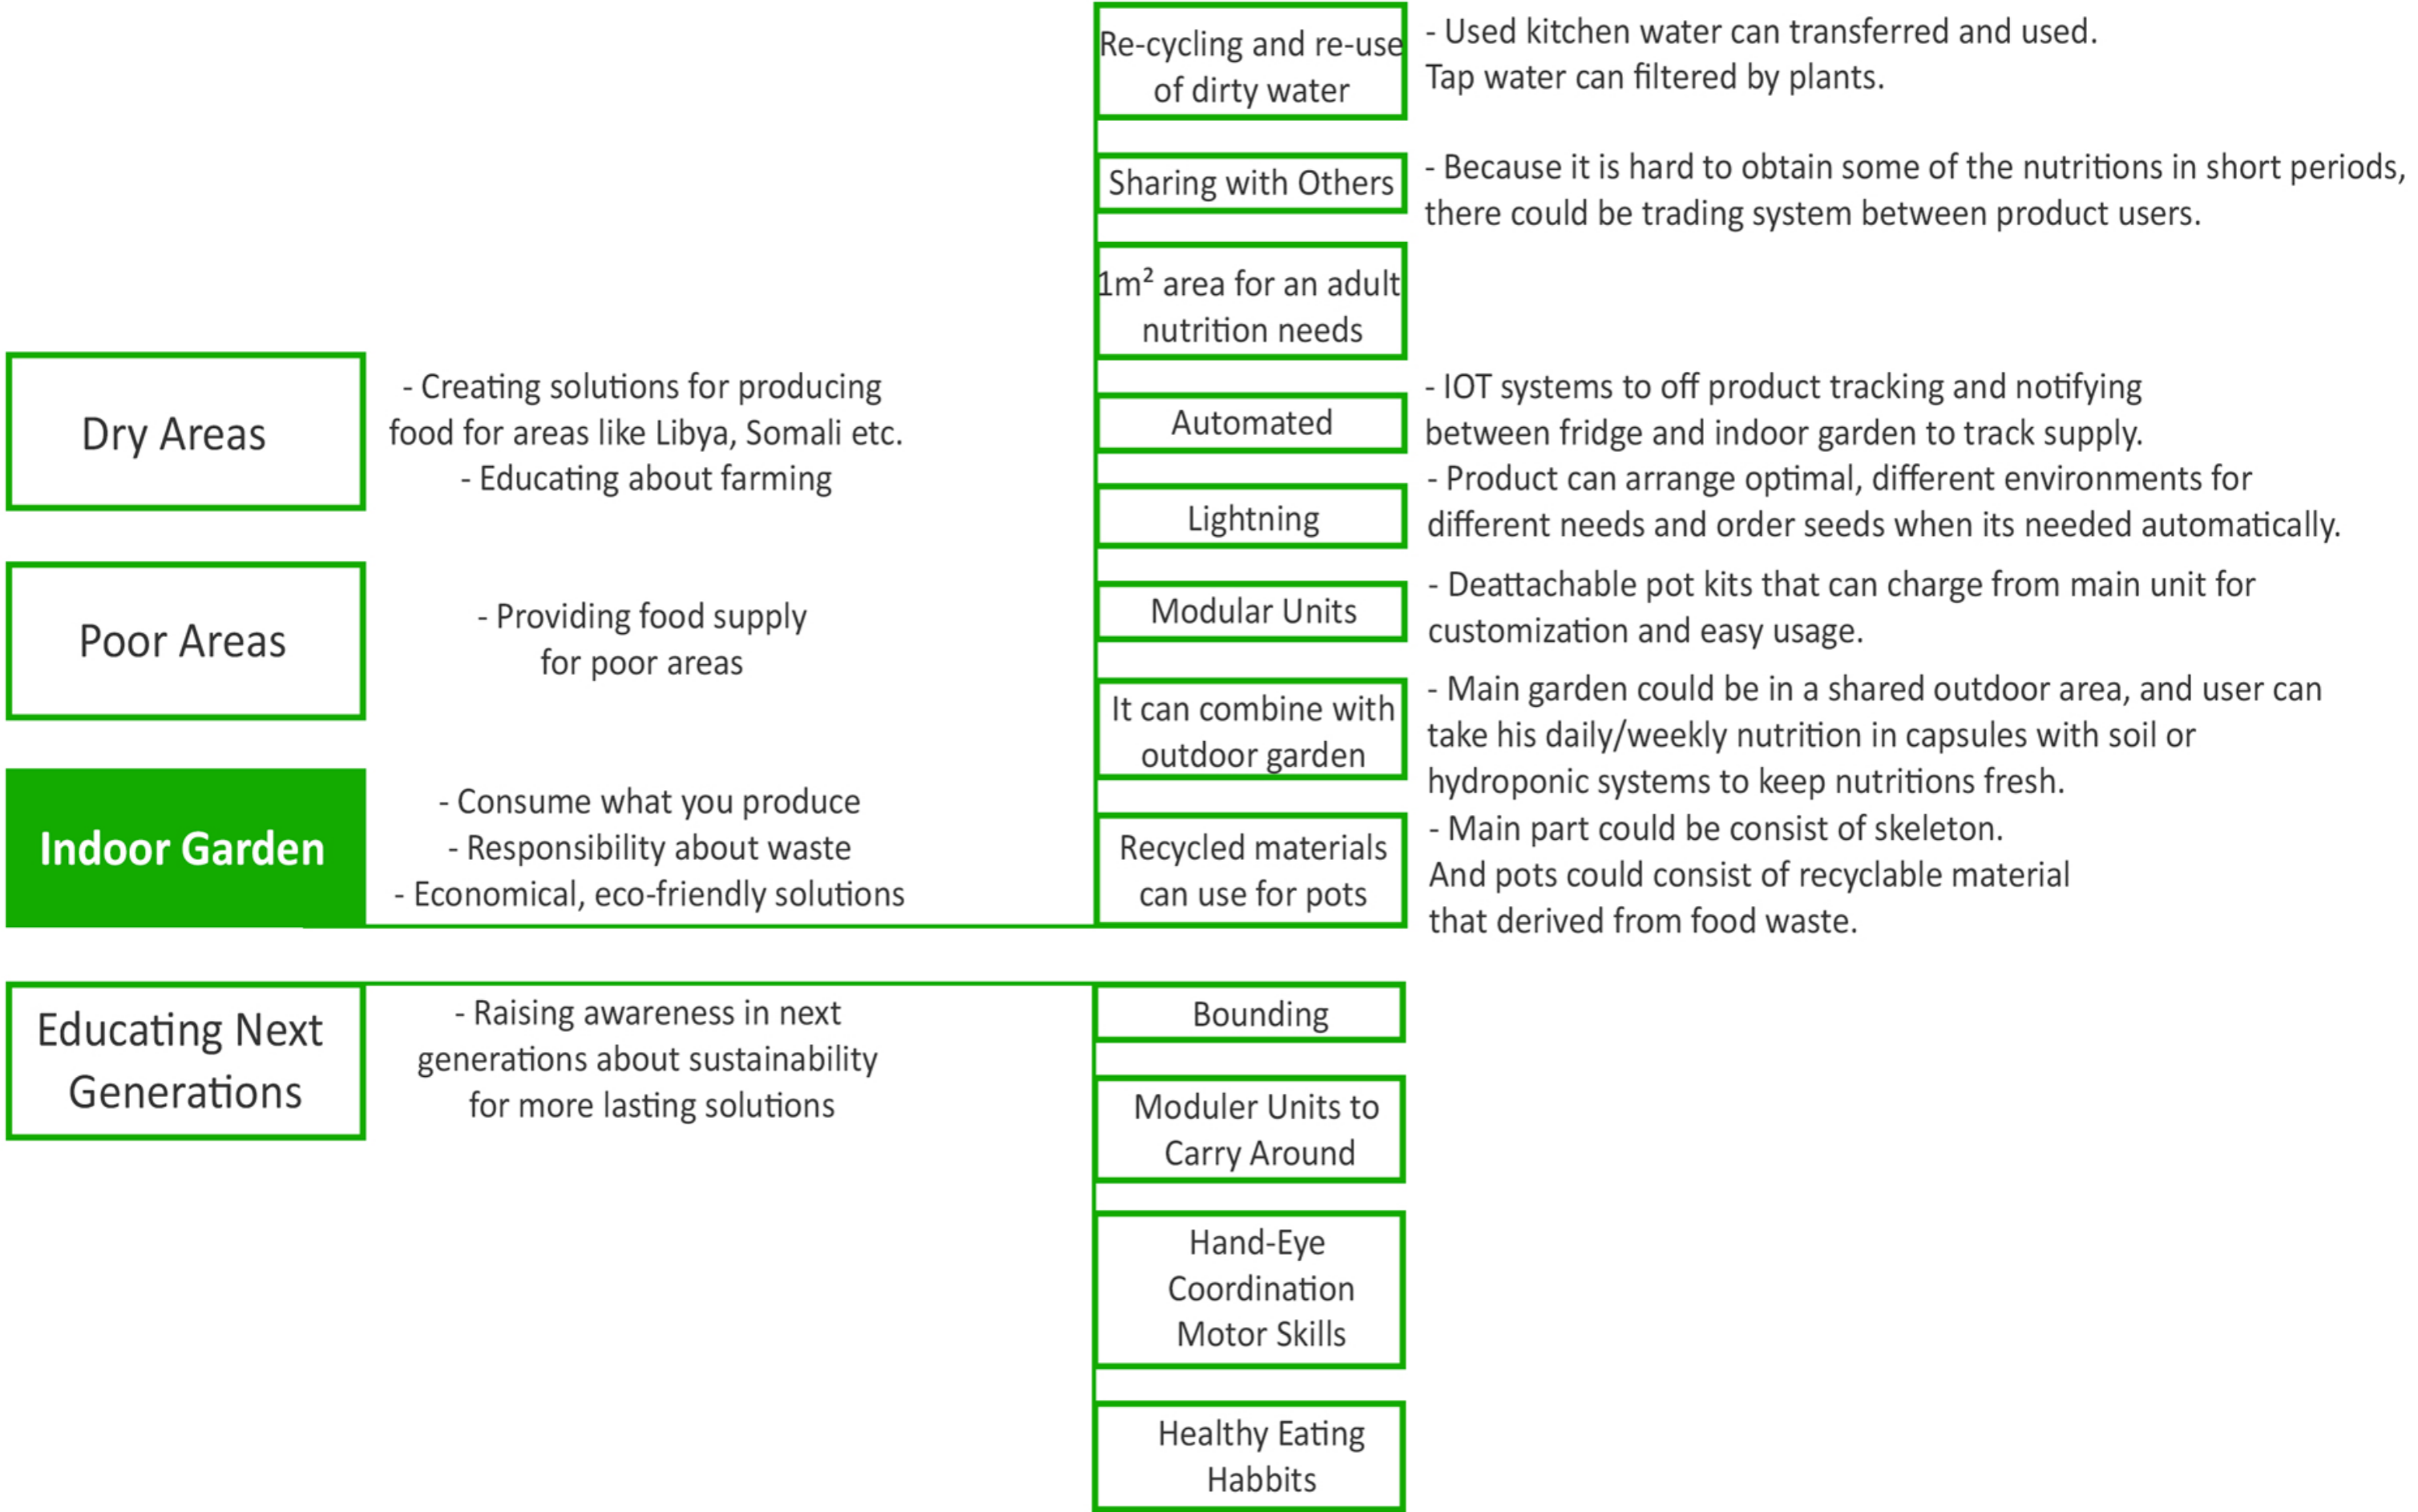 Re-cycling and re-use
of dirty water
- Used kitchen water can transferred and used.
Tap water can filtered by plants.
Sharing with Others
- Because it is hard to obtain some of the nutritions in short periods,
there could be trading system between product users.
1m² area for an adult
nutrition needs
Dry Areas
- Creating solutions for producing
food for areas like Libya, Somali etc.
- Educating about farming
Automated
- IOT systems to off product tracking and notifying
between fridge and indoor garden to track supply.
Lightning
- Product can arrange optimal, different environments for
different needs and order seeds when its needed automatically.
Poor Areas
- Providing food supply
for poor areas
Modular Units
- Deattachable pot kits that can charge from main unit for
customization and easy usage.
It can combine with
outdoor garden
- Main garden could be in a shared outdoor area, and user can
take his daily/weekly nutrition in capsules with soil or
hydroponic systems to keep nutritions fresh.
Indoor Garden
- Consume what you produce
- Responsibility about waste
- Economical, eco-friendly solutions
Recycled materials
can use for pots
- Main part could be consist of skeleton.
And pots could consist of recyclable material
that derived from food waste.
Educating Next
Generations
- Raising awareness in next
generations about sustainability
for more lasting solutions
Bounding
Moduler Units to
Carry Around
Hand-Eye
Coordination
Motor Skills
Healthy Eating
Habbits